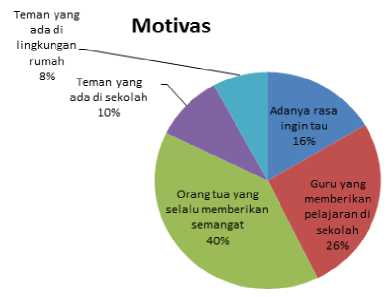 Motivas
Teman yang
ada di
lingkungan
rumah
8%
Teman yang
ada di sekolah
10%
Adanya rasa
ingin tau
16%
Guru yang
memberikan
pelajaran di
sekolah
26%
Orang tua yang
selalu memberikan
semangat
40%